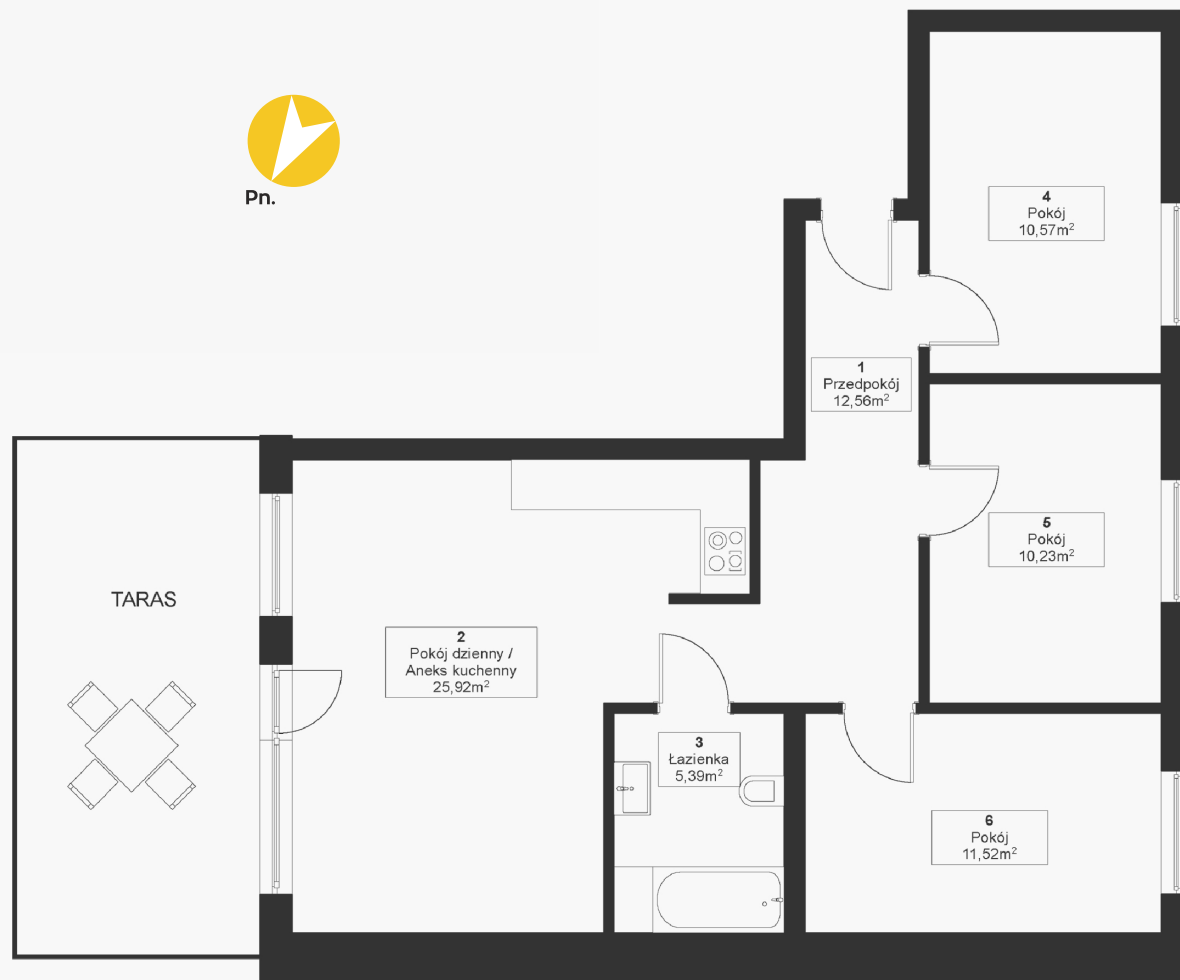 Pn.
4
Pokój
10,57m²
1
Przedpokój
12,56m²
5
Pokój
10,23m²
TARAS
2
Pokój dzienny /
Aneks kuchenny
25,92m²
3
Łazienka
5,39m²
6
Pokój
11,52m²